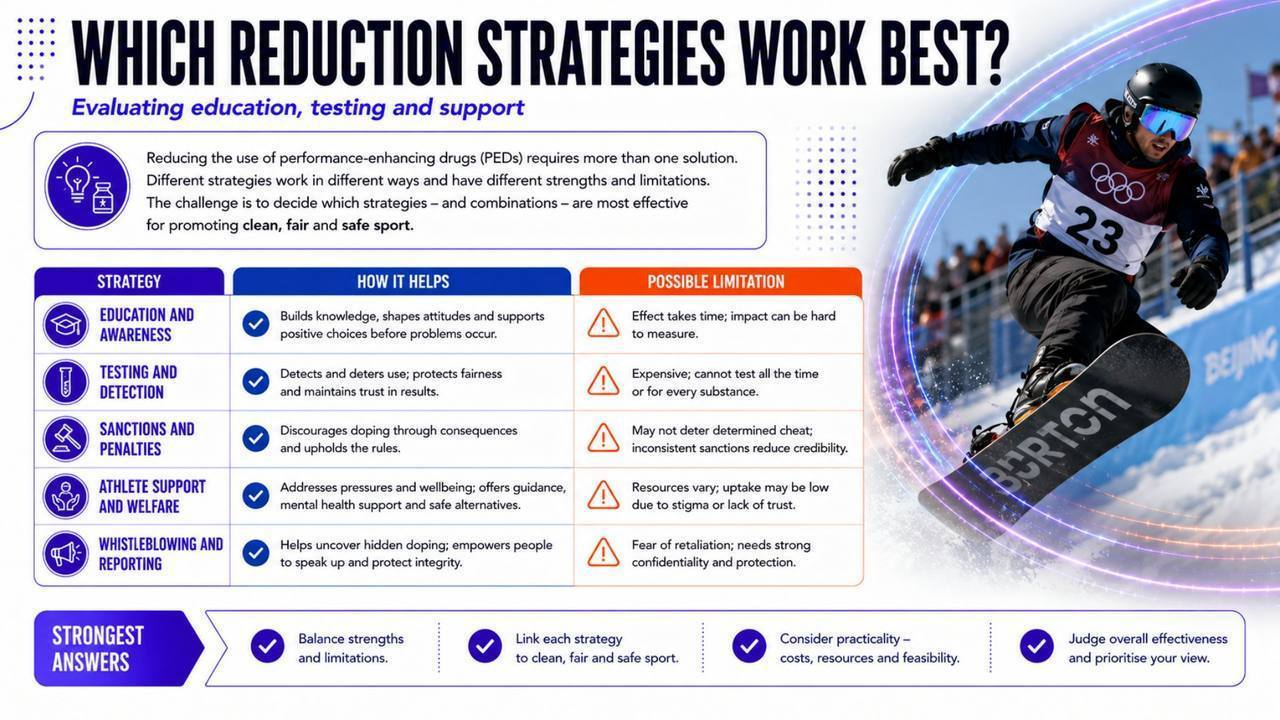 WHICH REDUCTION STRATEGIES WORK BEST?
Evaluating education, testing and support
Reducing the use of performance-enhancing drugs (PEDs) requires more than one solution.
Different strategies work in different ways and have different strengths and limitations.
The challenge is to decide which strategies – and combinations – are most effective
for promoting clean, fair and safe sport.
STRATEGY
HOW IT HELPS
POSSIBLE LIMITATION
EDUCATION AND
AWARENESS
Builds knowledge, shapes attitudes and supports
positive choices before problems occur.
Effect takes time; impact can be hard
to measure.
TESTING AND
DETECTION
Detects and deters use; protects fairness
and maintains trust in results.
Expensive; cannot test all the time
or for every substance.
SANCTIONS AND
PENALTIES
Discourages doping through consequences
and upholds the rules.
May not deter determined cheat;
inconsistent sanctions reduce credibility.
ATHLETE SUPPORT
AND WELFARE
Addresses pressures and wellbeing; offers guidance,
mental health support and safe alternatives.
Resources vary; uptake may be low
due to stigma or lack of trust.
WHISTLEBLOWING AND
REPORTING
Helps uncover hidden doping; empowers people
to speak up and protect integrity.
Fear of retaliation; needs strong
confidentiality and protection.
STRONGEST
ANSWERS
Balance strengths
and limitations.
Link each strategy
to clean, fair and safe sport.
Consider practicality –
costs, resources and feasibility.
Judge overall effectiveness
and prioritise your view.
23
BEIJING
BURTON